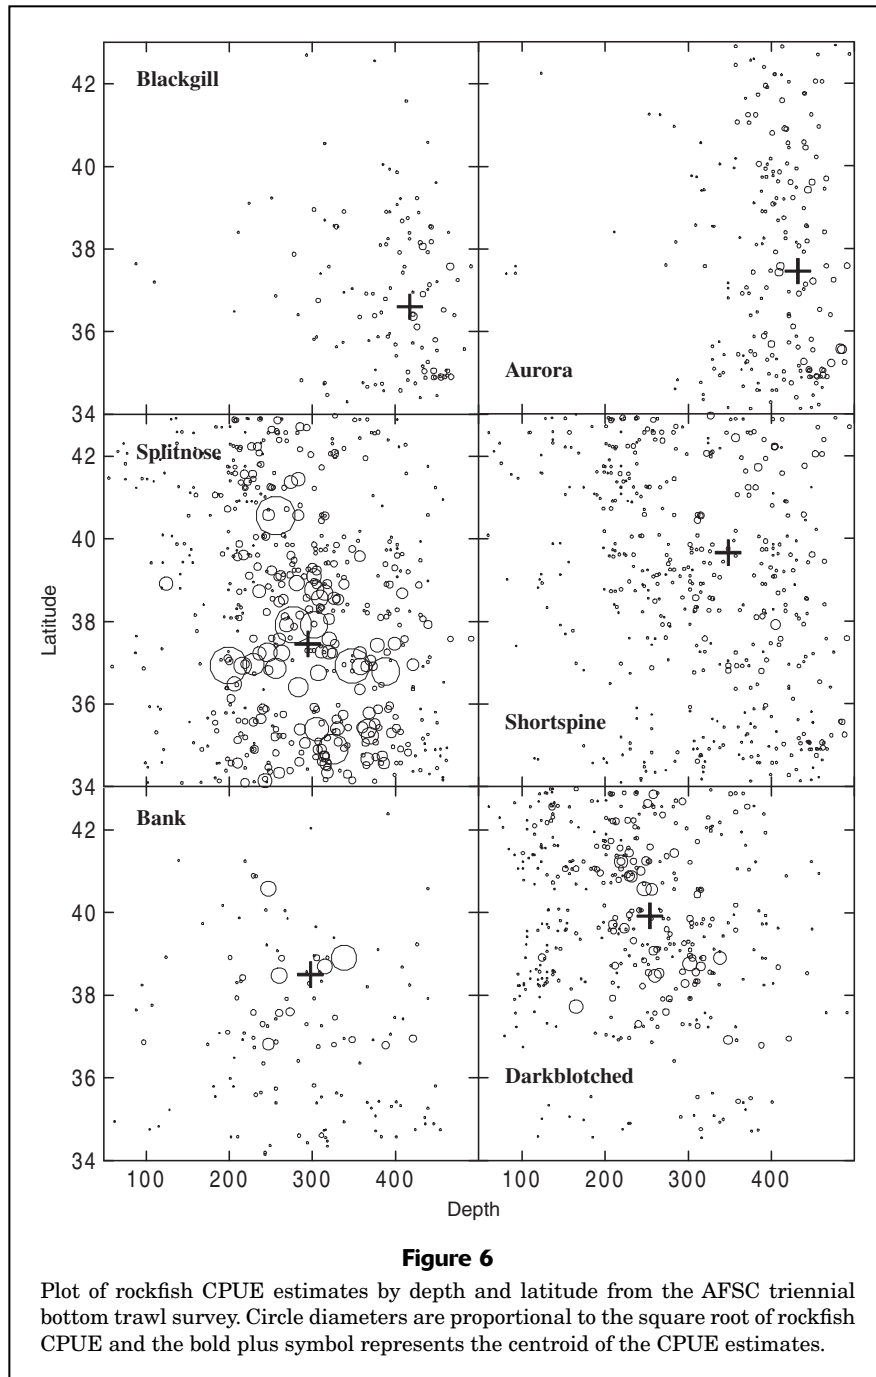 42
Blackgill
40
38
36
Aurora
34
Splitnose
42
40
Latitude
38
36
Shortspine
34
Bank
42
40
38
36
Darkblotched
34
100 200 300 400 100 200 300 400
Depth
Figure 6
Plot of rockfish CPUE estimates by depth and latitude from the AFSC triennial
bottom trawl survey. Circle diameters are proportional to the square root of rockfish
CPUE and the bold plus symbol represents the centroid of the CPUE estimates.